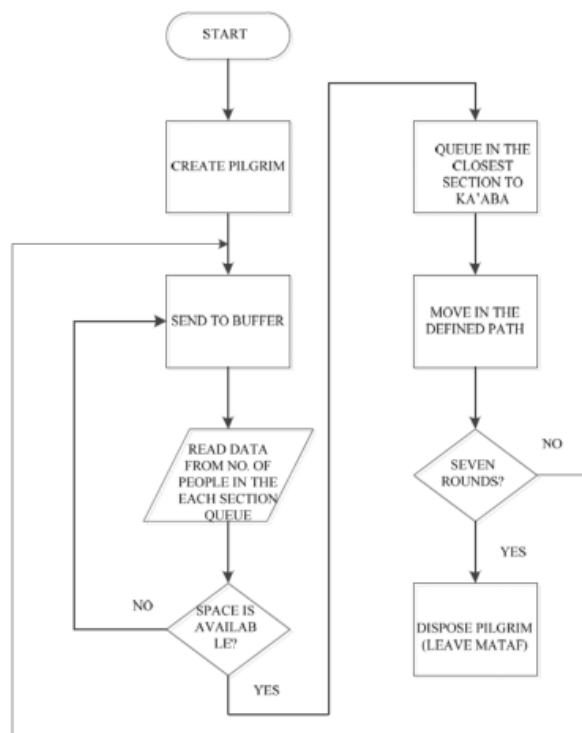 START
CREATE PILGRIM
SEND TO BUFFER
READ DATA
FROM NO. OF
PEOPLE IN THE
EACH SECTION
QUEUE
NO
SPACE IS
AVAILAB
LE?
YES
QUEUE IN THE
CLOSEST
SECTION TO
KA'ABA
MOVE IN THE
DEFINED PATH
NO
SEVEN
ROUNDS?
YES
DISPOSE PILGRIM
(LEAVE MATAF)